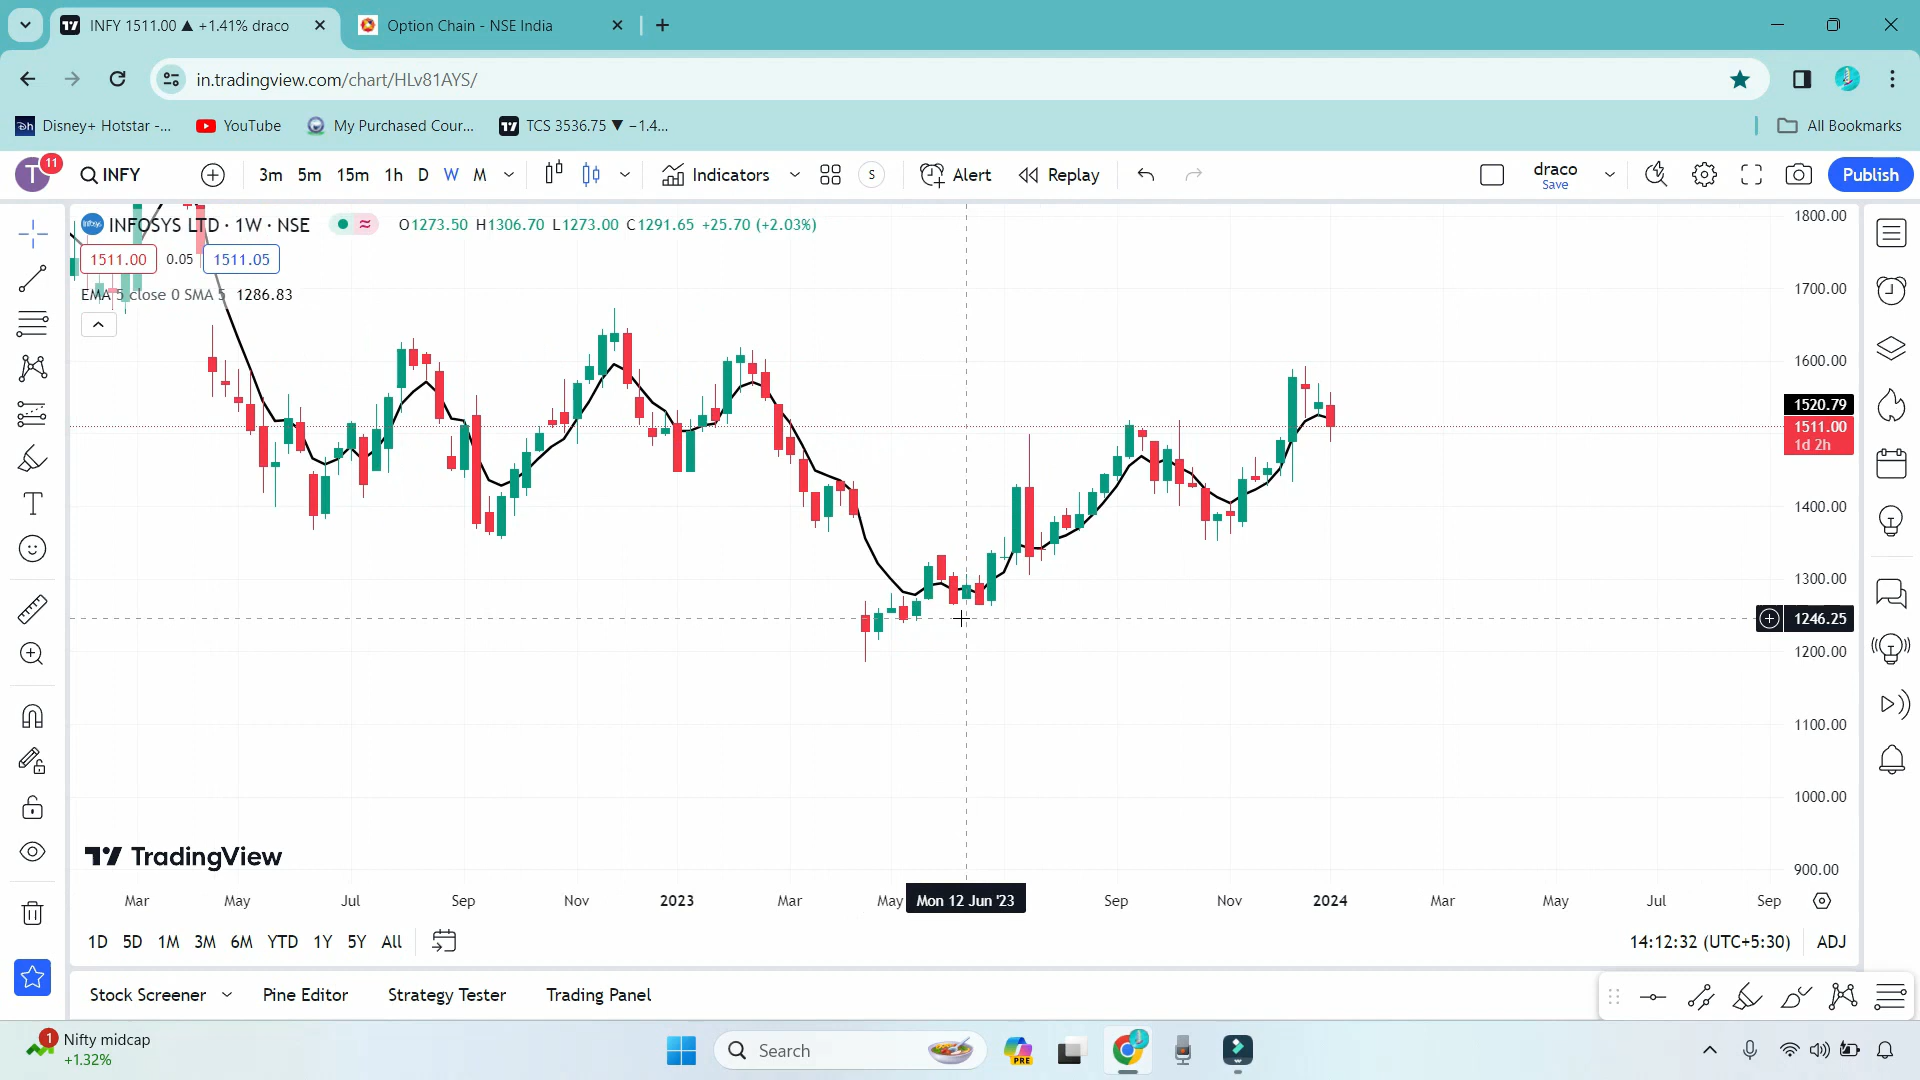 INFY 1511.00 ▲ +1.41% draco
Option Chain - NSE India
in.tradingview.com/chart/HLv81AYS/
Disney+ Hotstar -...
YouTube
My Purchased Cour...
TCS 3536.75 ▼ −1.4...
All Bookmarks
T
11
INFY
3m 5m 15m 1h D W M
Indicators
S
Alert
Replay
draco
Save
Publish
INFOSYS LTD · 1W · NSE
O1273.50 H1306.70 L1273.00 C1291.65 +25.70 (+2.03%)
1511.00 0.05 1511.05
EMA 5 close 0 SMA 5 1286.83
1800.00
1700.00
1600.00
1520.79
1511.00
1d 2h
1400.00
1300.00
1246.25
1200.00
1100.00
1000.00
900.00
TradingView
Mar May Jul Sep Nov 2023 Mar May Mon 12 Jun '23 Sep Nov 2024 Mar May Jul Sep
1D 5D 1M 3M 6M YTD 1Y 5Y All
14:12:32 (UTC+5:30) ADJ
Stock Screener
Pine Editor
Strategy Tester
Trading Panel
1
Nifty midcap
+1.32%
Search
PRE